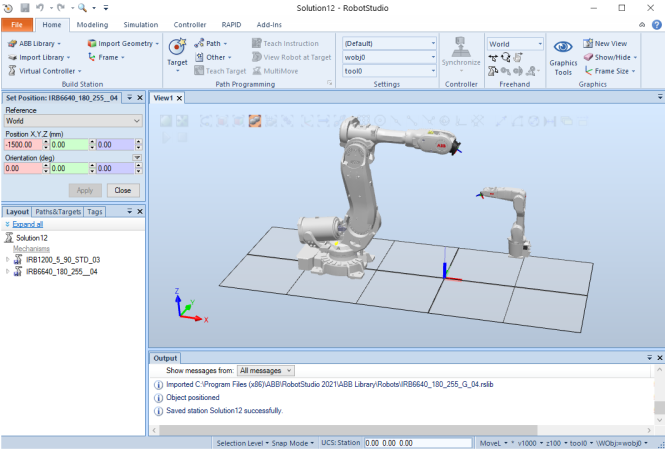 Solution12 - RobotStudio
File Home Modeling Simulation Controller RAPID Add-Ins
ABB Library Import Geometry
Import Library Frame
Virtual Controller
Build Station
Target
Path Teach Instruction
Other View Robot at Target
Teach Target MultiMove
Path Programming
(Default)
wobj0
tool0
Settings
Synchronize
Controller
World
Freehand
Graphics Tools
New View
Show/Hide
Frame Size
Graphics
Set Position: IRB6640_180_255__04
Reference
World
Position X,Y,Z (mm)
-1500.00 0.00 0.00
Orientation (deg)
0.00 0.00 0.00
Apply Close
Layout Paths&Targets Tags
Expand all
Solution12
Mechanisms
IRB1200_5_90_STD_03
IRB6640_180_255__04
View1
ABB
Z
Y
X
Output
Show messages from: All messages
Imported C:\Program Files (x86)\ABB\RobotStudio 2021\ABB Library\Robots\IRB6640_180_255_G_04.rslib
Object positioned
Saved station Solution12 successfully.
Selection Level Snap Mode UCS: Station 0.00 0.00 0.00 MoveL * v1000 z100 tool0 \WObj:=wobj0